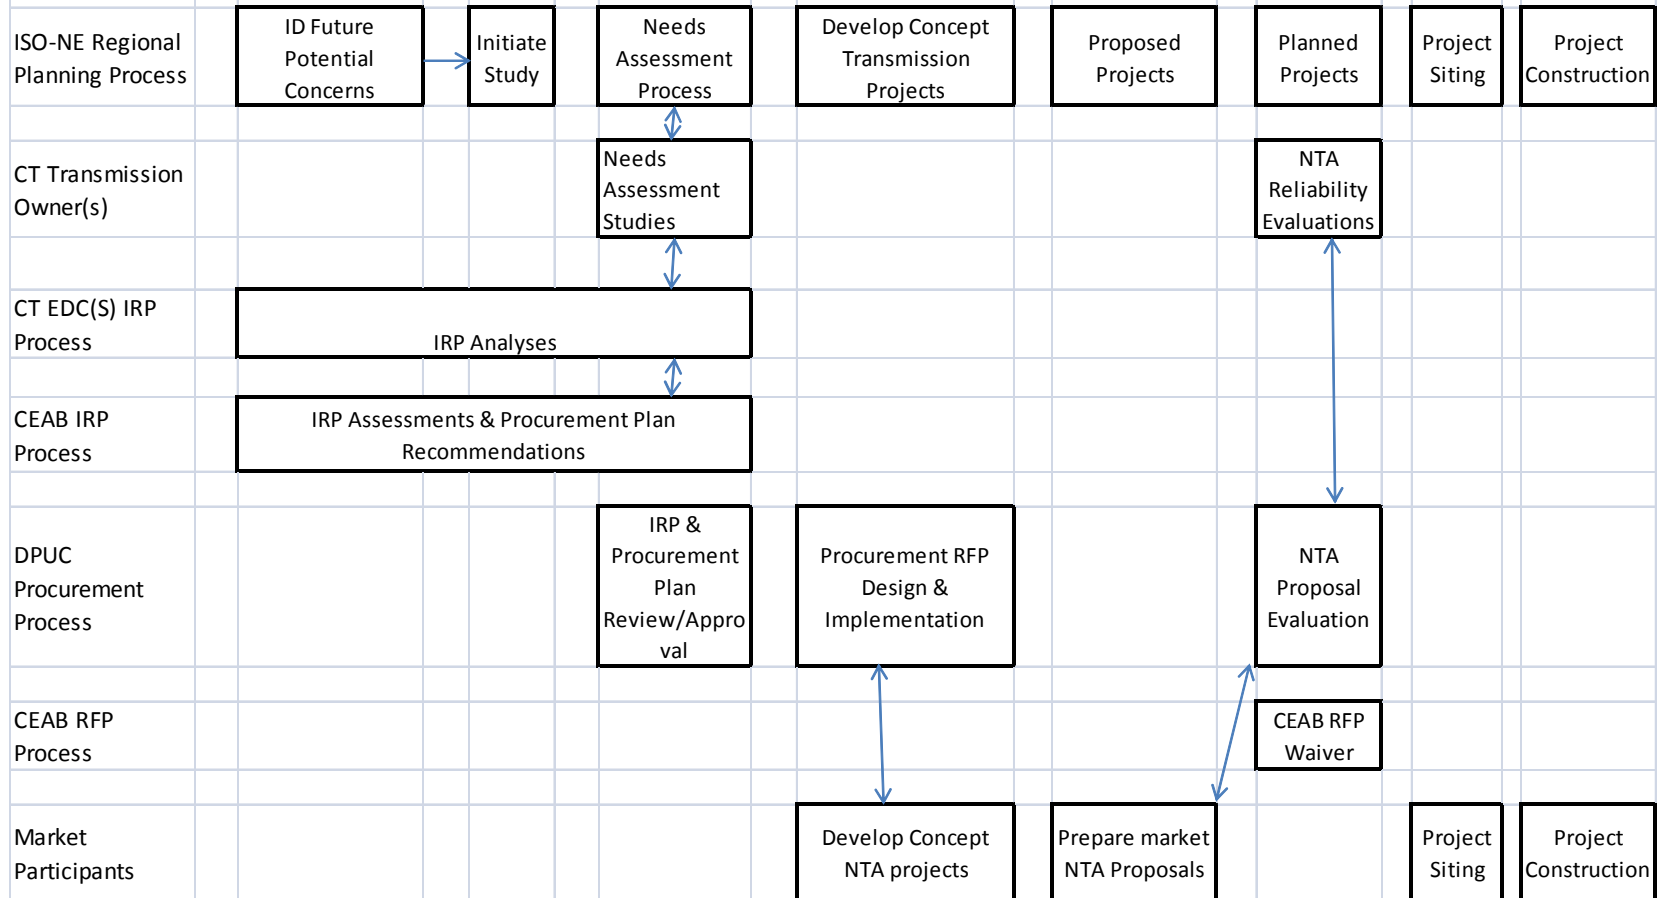 ISO-NE Regional
Planning Process
ID Future
Potential
Concerns
Initiate
Study
Needs
Assessment
Process
Develop Concept
Transmission
Projects
Proposed
Projects
Planned
Projects
Project
Siting
Project
Construction
CT Transmission
Owner(s)
Needs
Assessment
Studies
NTA
Reliability
Evaluations
CT EDC(S) IRP
Process
IRP Analyses
CEAB IRP
Process
IRP Assessments & Procurement Plan
Recommendations
DPUC
Procurement
Process
IRP &
Procurement
Plan
Review/Appro
val
Procurement RFP
Design &
Implementation
NTA
Proposal
Evaluation
CEAB RFP
Process
CEAB RFP
Waiver
Market
Participants
Develop Concept
NTA projects
Prepare market
NTA Proposals
Project
Siting
Project
Construction